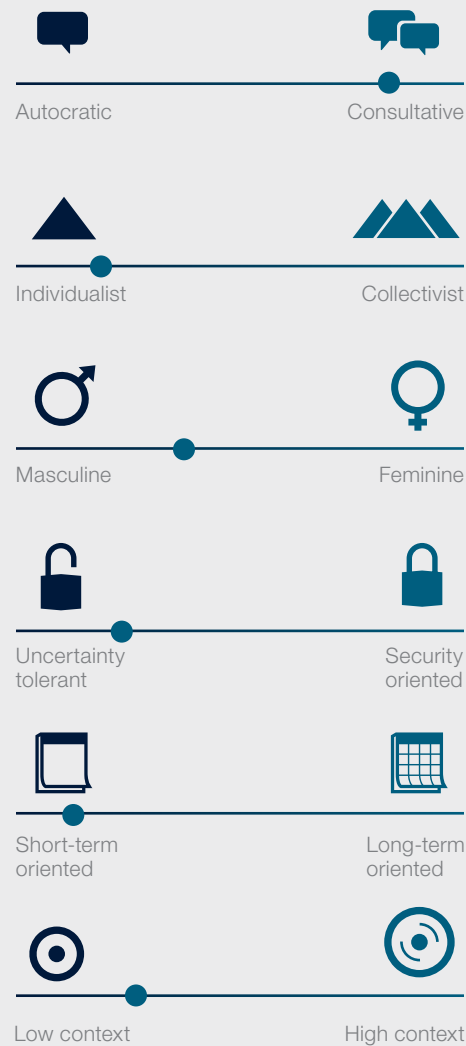 Autocratic
Consultative
Individualist
Collectivist
Masculine
Feminine
Uncertainty
tolerant
Security
oriented
Short-term
oriented
Long-term
oriented
Low context
High context